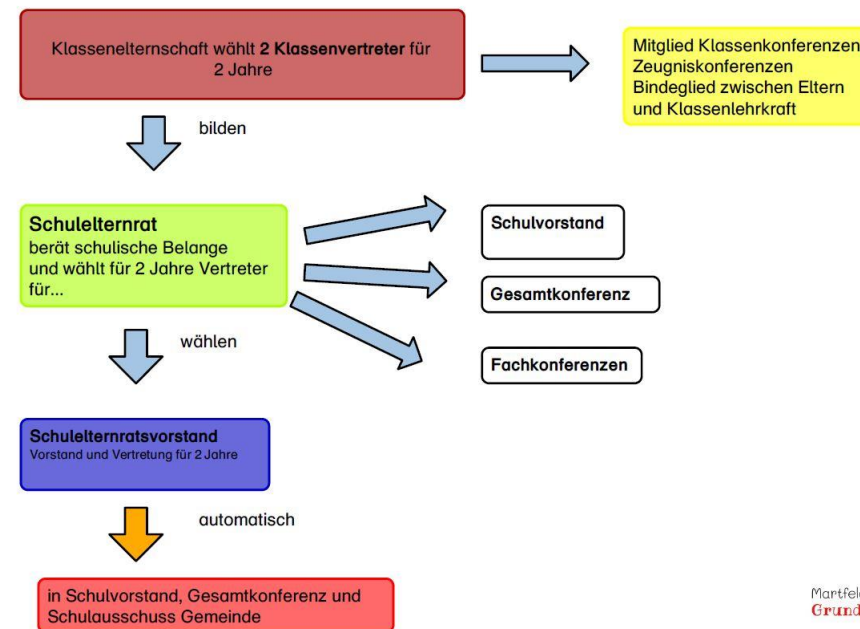 Klassenelternschaft wählt 2 Klassenvertreter für
2 Jahre
Mitglied Klassenkonferenzen
Zeugniskonferenzen
Bindeglied zwischen Eltern
und Klassenlehrkraft
bilden
Schulelternrat
berät schulische Belange
und wählt für 2 Jahre Vertreter
für...
Schulvorstand
Gesamtkonferenz
Fachkonferenzen
wählen
Schulelternratsvorstand
Vorstand und Vertretung für 2 Jahre
automatisch
in Schulvorstand, Gesamtkonferenz und
Schulausschuss Gemeinde